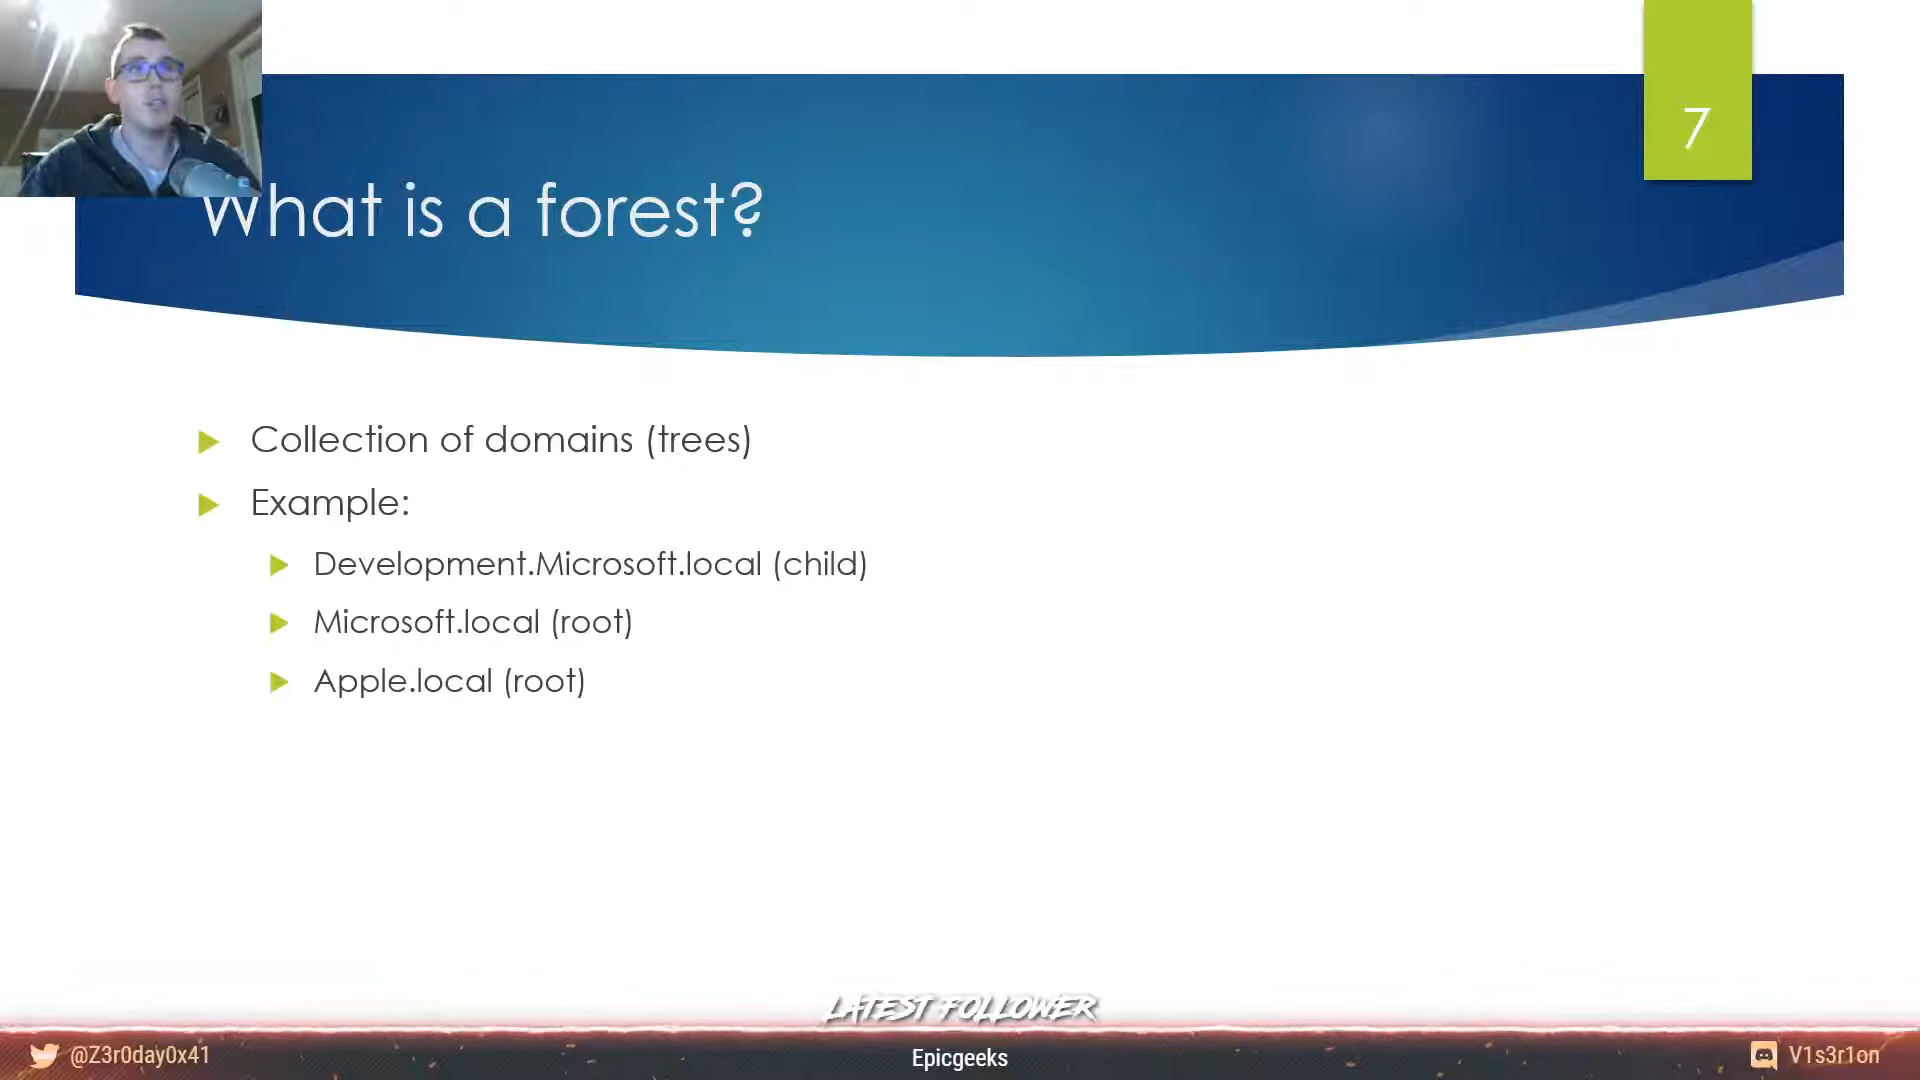 7
What is a forest?
Collection of domains (trees)
Example:
Development.Microsoft.local (child)
Microsoft.local (root)
Apple.local (root)
LATEST FOLLOWER
@Z3r0day0x41
Epicgeeks
V1s3r1on